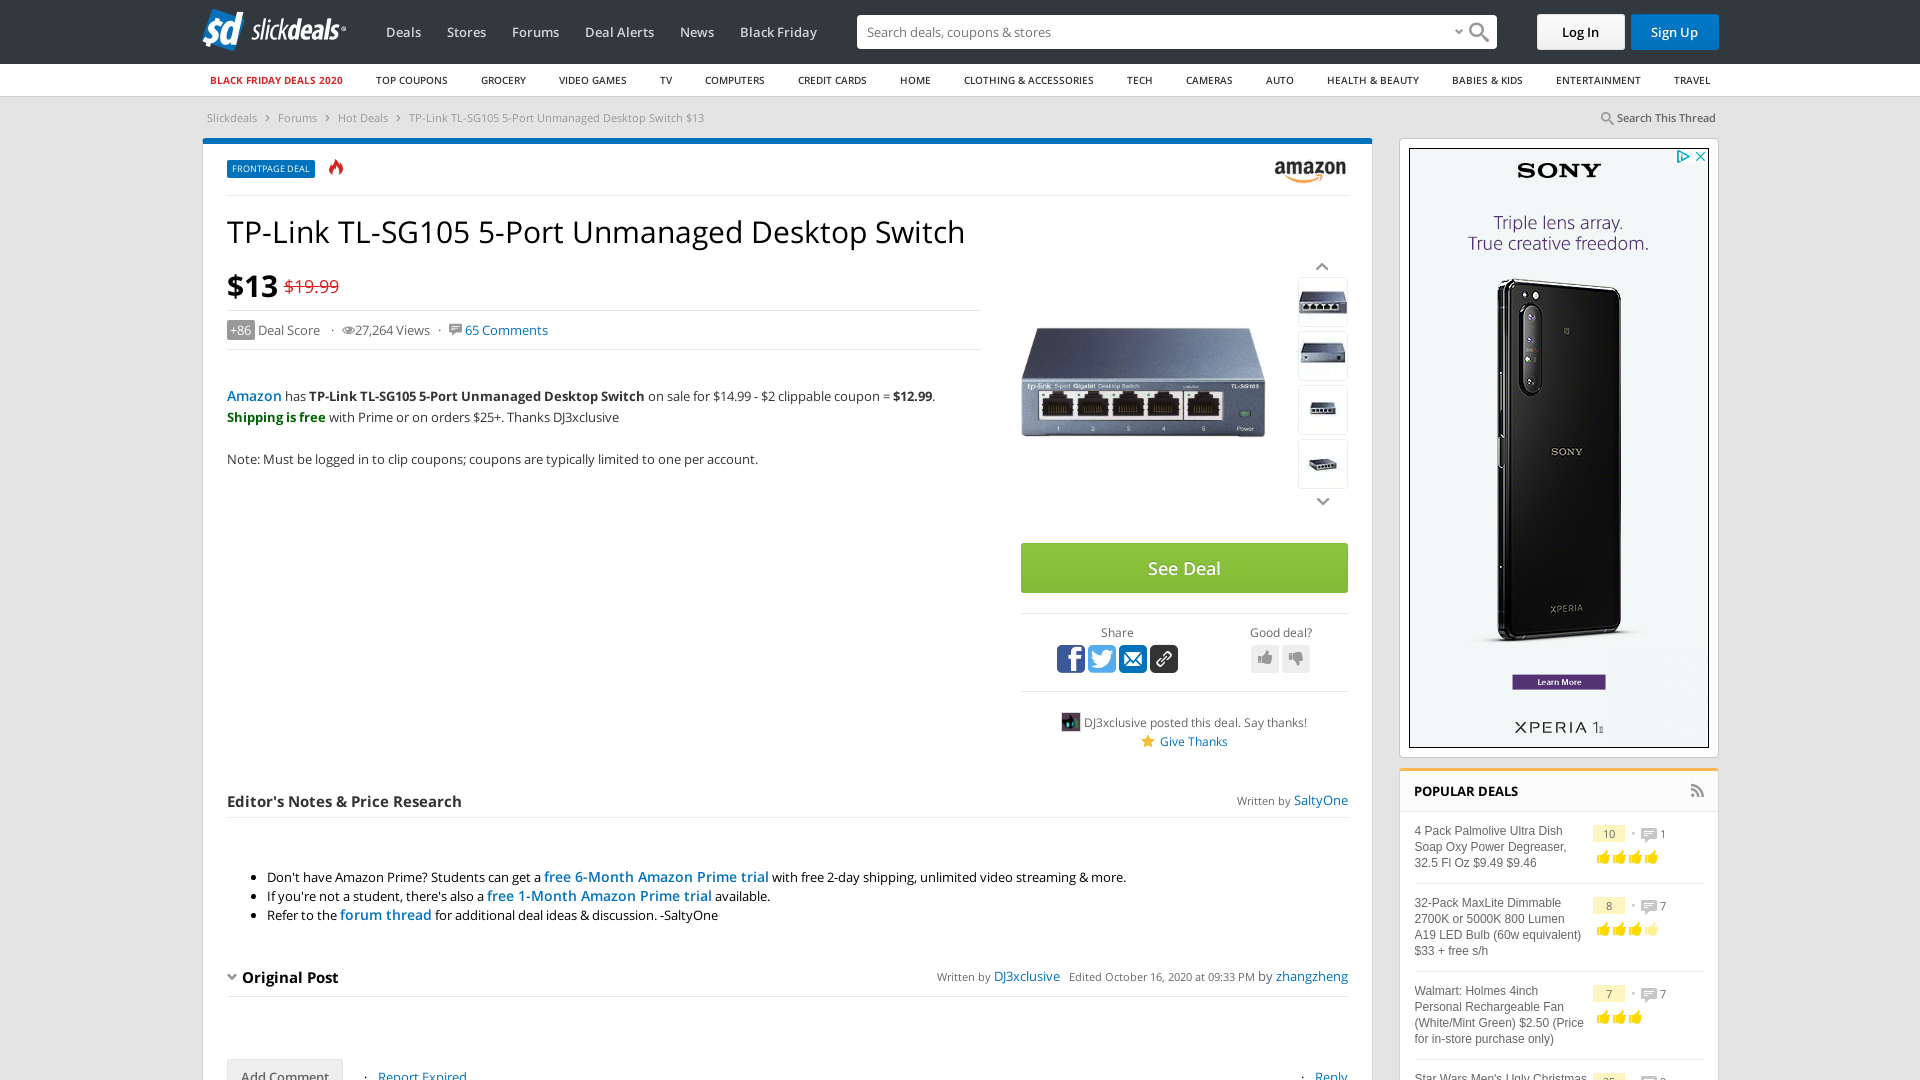 sd slickdeals
Deals Stores Forums Deal Alerts News Black Friday
Search deals, coupons & stores
Log In
Sign Up
BLACK FRIDAY DEALS 2020 TOP COUPONS GROCERY VIDEO GAMES TV COMPUTERS CREDIT CARDS HOME CLOTHING & ACCESSORIES TECH CAMERAS AUTO HEALTH & BEAUTY BABIES & KIDS ENTERTAINMENT TRAVEL
Slickdeals › Forums › Hot Deals › TP-Link TL-SG105 5-Port Unmanaged Desktop Switch $13
Search This Thread
FRONTPAGE DEAL
amazon
TP-Link TL-SG105 5-Port Unmanaged Desktop Switch
$13 $19.99
+86 Deal Score · 27,264 Views · 65 Comments
Amazon has TP-Link TL-SG105 5-Port Unmanaged Desktop Switch on sale for $14.99 - $2 clippable coupon = $12.99.
Shipping is free with Prime or on orders $25+. Thanks DJ3xclusive
Note: Must be logged in to clip coupons; coupons are typically limited to one per account.
tp-link 5-port Gigabit Desktop Switch TL-SG105
1 2 3 4 5 Power
See Deal
Share
Good deal?
DJ3xclusive posted this deal. Say thanks!
Give Thanks
Editor's Notes & Price Research
Written by SaltyOne
• Don't have Amazon Prime? Students can get a free 6-Month Amazon Prime trial with free 2-day shipping, unlimited video streaming & more.
• If you're not a student, there's also a free 1-Month Amazon Prime trial available.
• Refer to the forum thread for additional deal ideas & discussion. -SaltyOne
Original Post
Written by DJ3xclusive Edited October 16, 2020 at 09:33 PM by zhangzheng
Add Comment · Report Expired · Reply
SONY
Triple lens array.
True creative freedom.
SONY
XPERIA
Learn More
XPERIA 1 II
POPULAR DEALS
4 Pack Palmolive Ultra Dish
Soap Oxy Power Degreaser,
32.5 Fl Oz $9.49 $9.46
10 • 1
32-Pack MaxLite Dimmable
2700K or 5000K 800 Lumen
A19 LED Bulb (60w equivalent)
$33 + free s/h
8 • 7
Walmart: Holmes 4inch
Personal Rechargeable Fan
(White/Mint Green) $2.50 (Price
for in-store purchase only)
7 • 7
Star Wars Men's Ugly Christmas